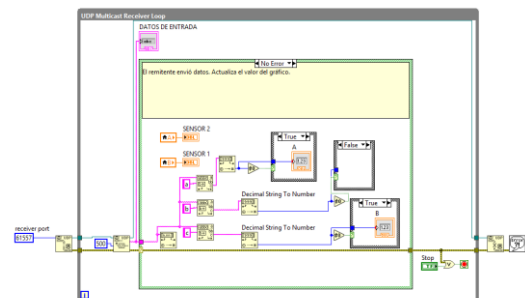 UDP Multicast Receiver Loop
DATOS DE ENTRADA
No Error
El remitente envió datos. Actualiza el valor del gráfico.
SENSOR 2
True
A
SENSOR 1
False
a
Decimal String To Number
b
True
B
Decimal String To Number
c
receiver port
61557
500
Stop
TF
i